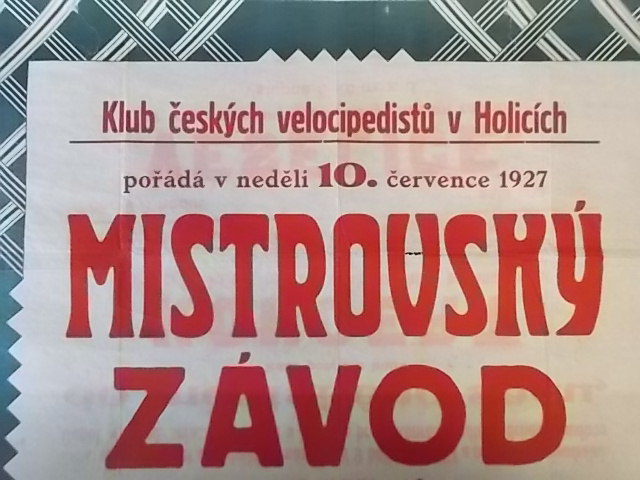 Klub českých velocipedistů v Holicích
pořádá v neděli 10. července 1927
MISTROVSKÝ
ZÁVOD